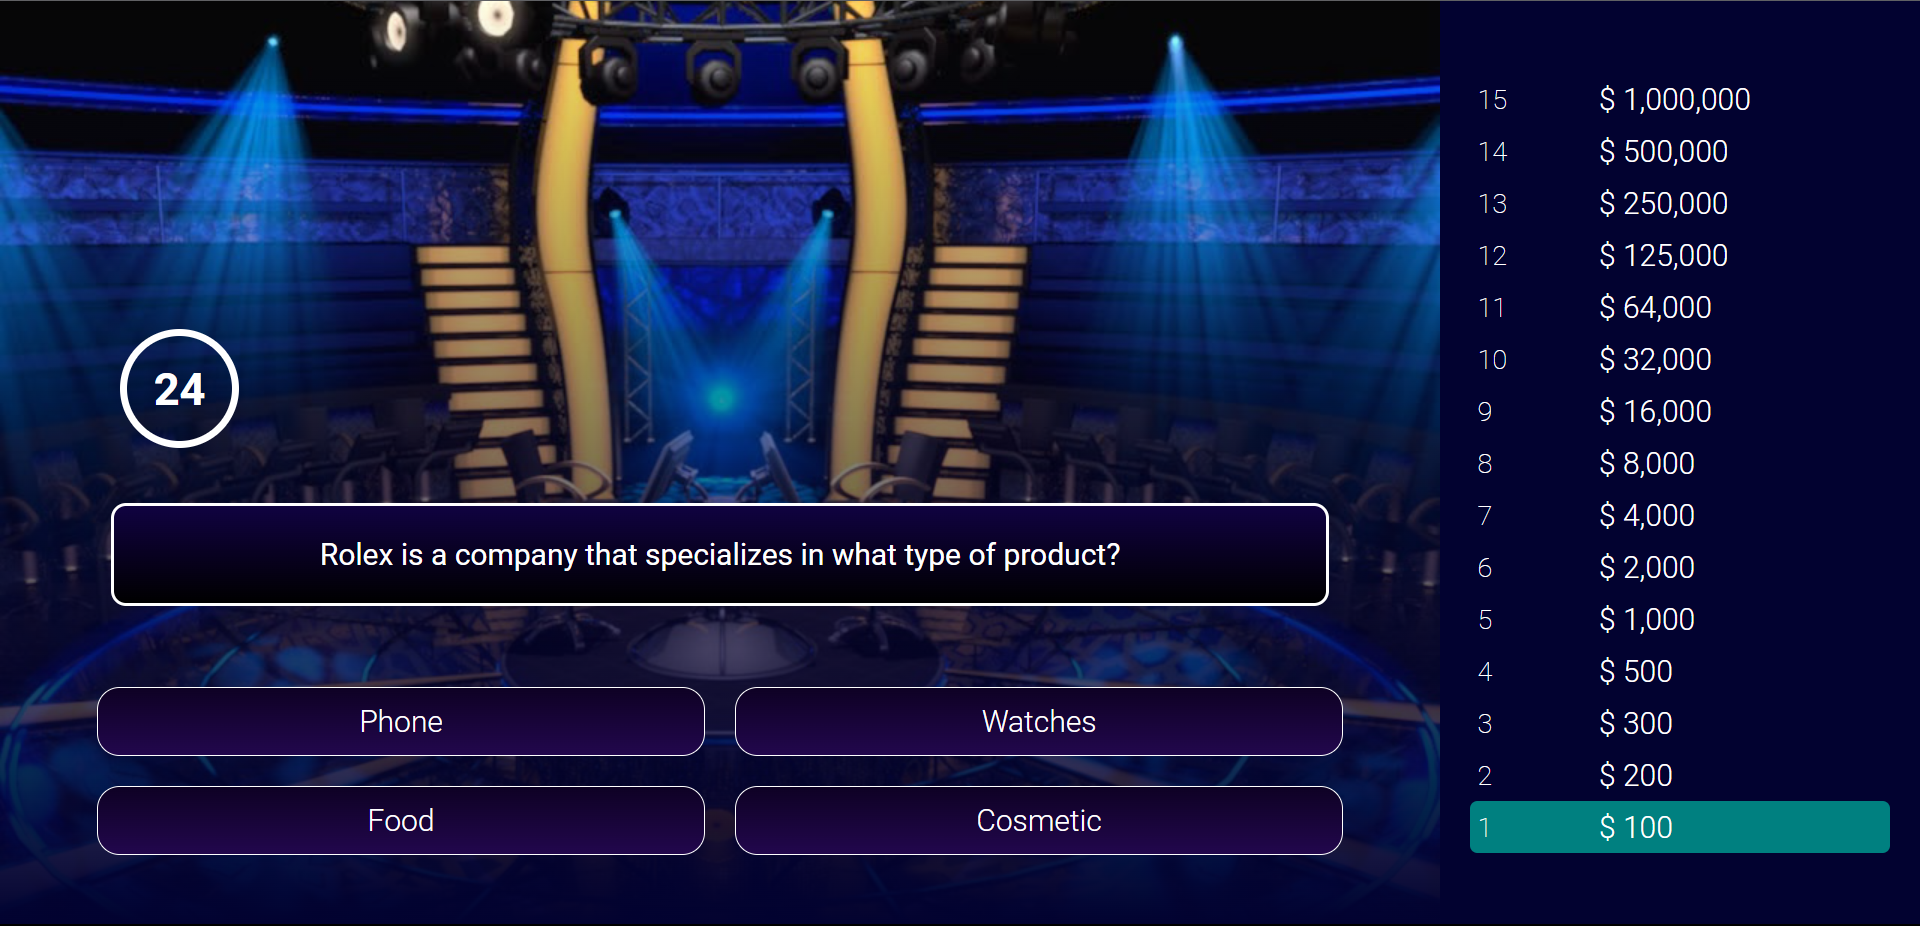 24
Rolex is a company that specializes in what type of product?
Phone
Watches
Food
Cosmetic
15 $ 1,000,000
14 $ 500,000
13 $ 250,000
12 $ 125,000
11 $ 64,000
10 $ 32,000
9 $ 16,000
8 $ 8,000
7 $ 4,000
6 $ 2,000
5 $ 1,000
4 $ 500
3 $ 300
2 $ 200
1 $ 100